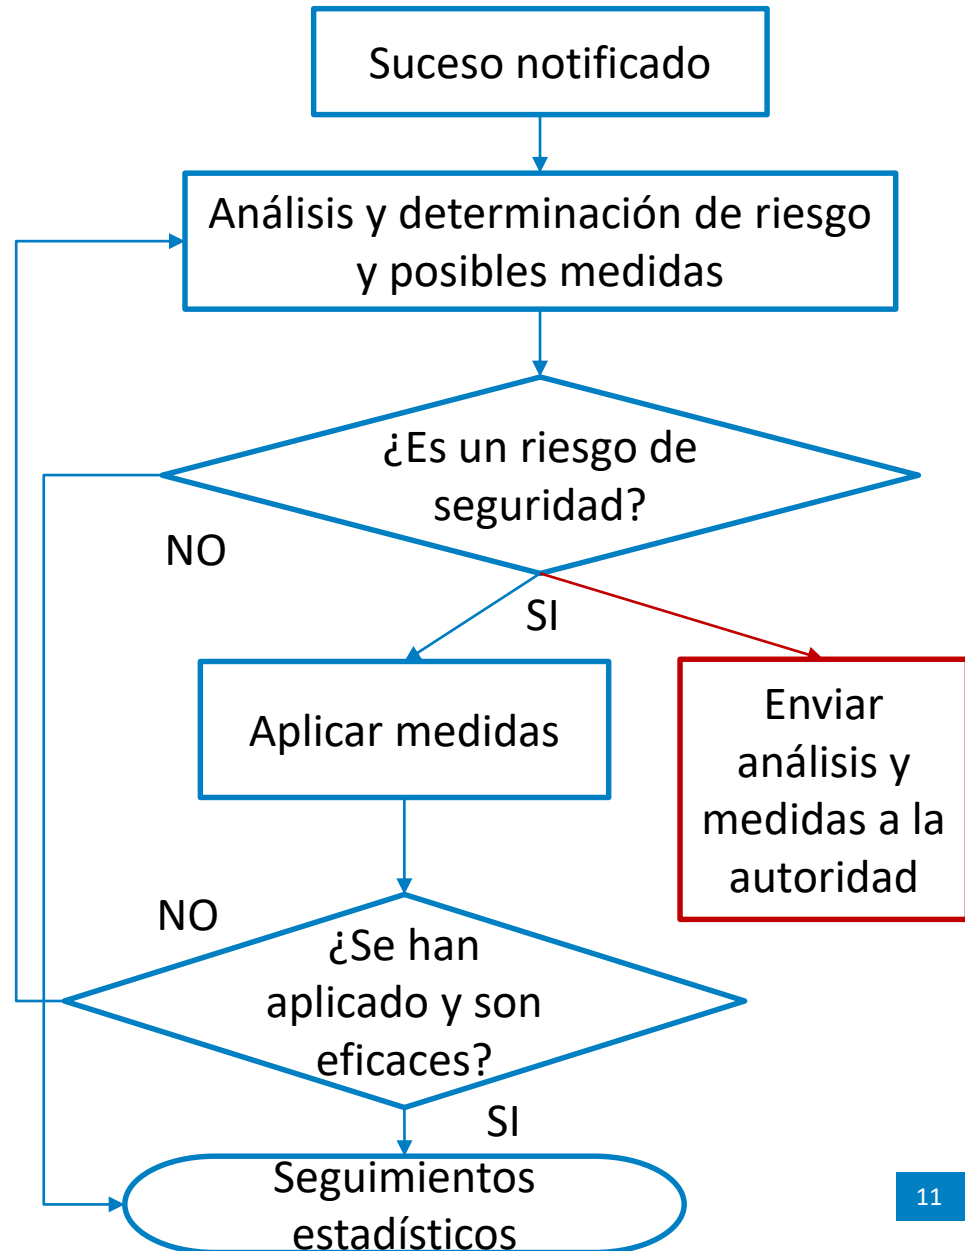 Suceso notificado
Análisis y determinación de riesgo
y posibles medidas
¿Es un riesgo de
seguridad?
NO
SI
Aplicar medidas
Enviar
análisis y
medidas a la
autoridad
NO
¿Se han
aplicado y son
eficaces?
SI
Seguimientos
estadísticos
11